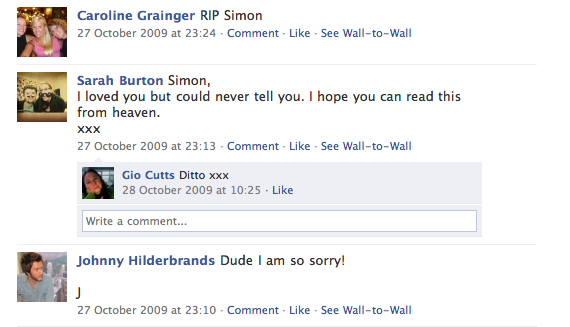 Caroline Grainger RIP Simon
27 October 2009 at 23:24 · Comment · Like · See Wall-to-Wall
Sarah Burton Simon,
I loved you but could never tell you. I hope you can read this
from heaven.
xxx
27 October 2009 at 23:13 · Comment · Like · See Wall-to-Wall
Gio Cutts Ditto xxx
28 October 2009 at 10:25 · Like
Write a comment...
Johnny Hilderbrands Dude I am so sorry!
J
27 October 2009 at 23:10 · Comment · Like · See Wall-to-Wall